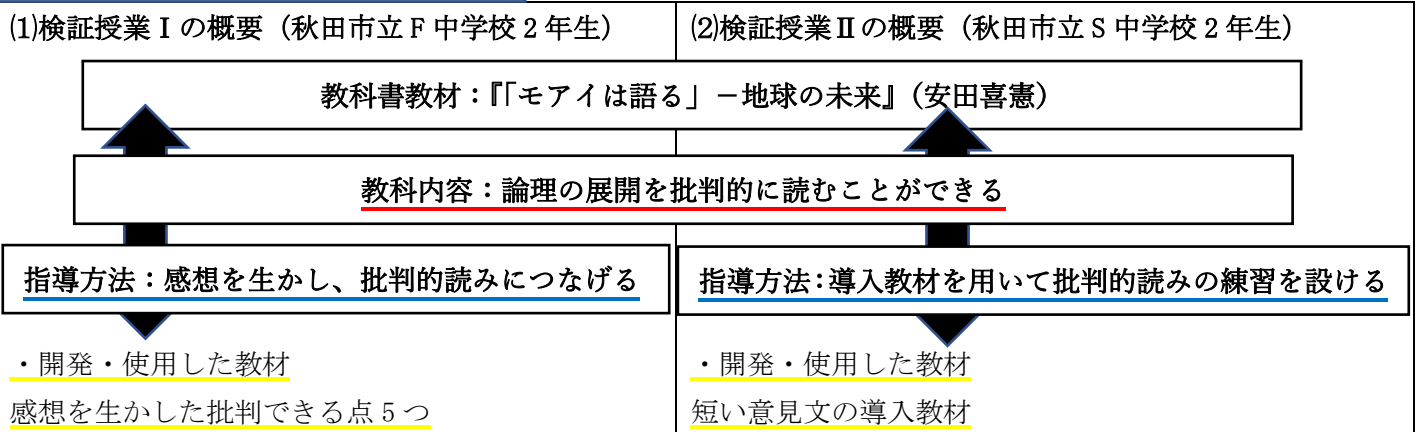 ⑴検証授業Ⅰの概要（秋田市立F中学校2年生）
⑵検証授業Ⅱの概要（秋田市立S中学校2年生）
教科書教材：『「モアイは語る」－地球の未来』（安田喜憲）
教科内容：論理の展開を批判的に読むことができる
指導方法：感想を生かし、批判的読みにつなげる
指導方法：導入教材を用いて批判的読みの練習を設ける
・開発・使用した教材
感想を生かした批判できる点5つ
・開発・使用した教材
短い意見文の導入教材